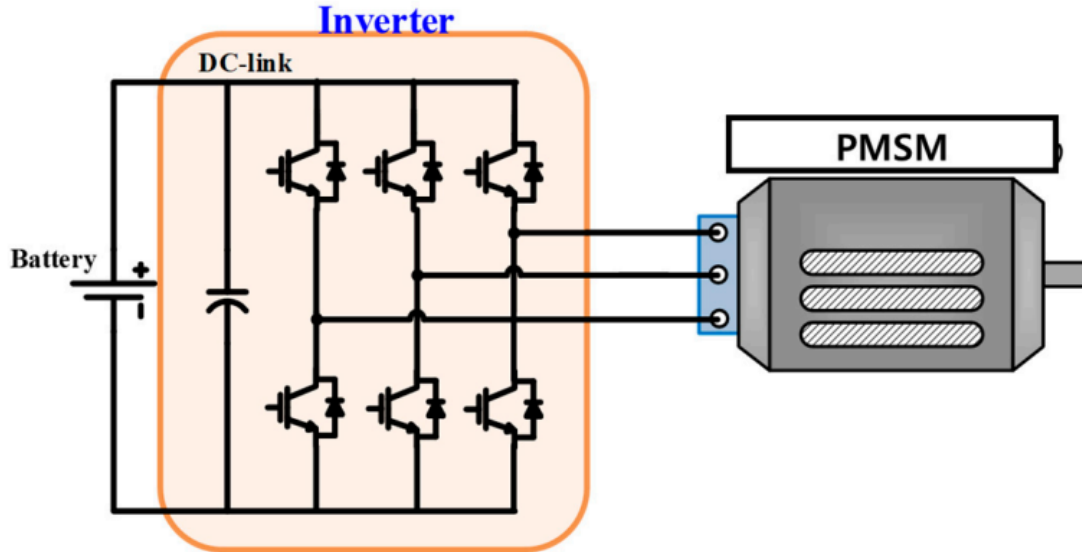 Inverter
DC-link
PMSM
Battery
+
-